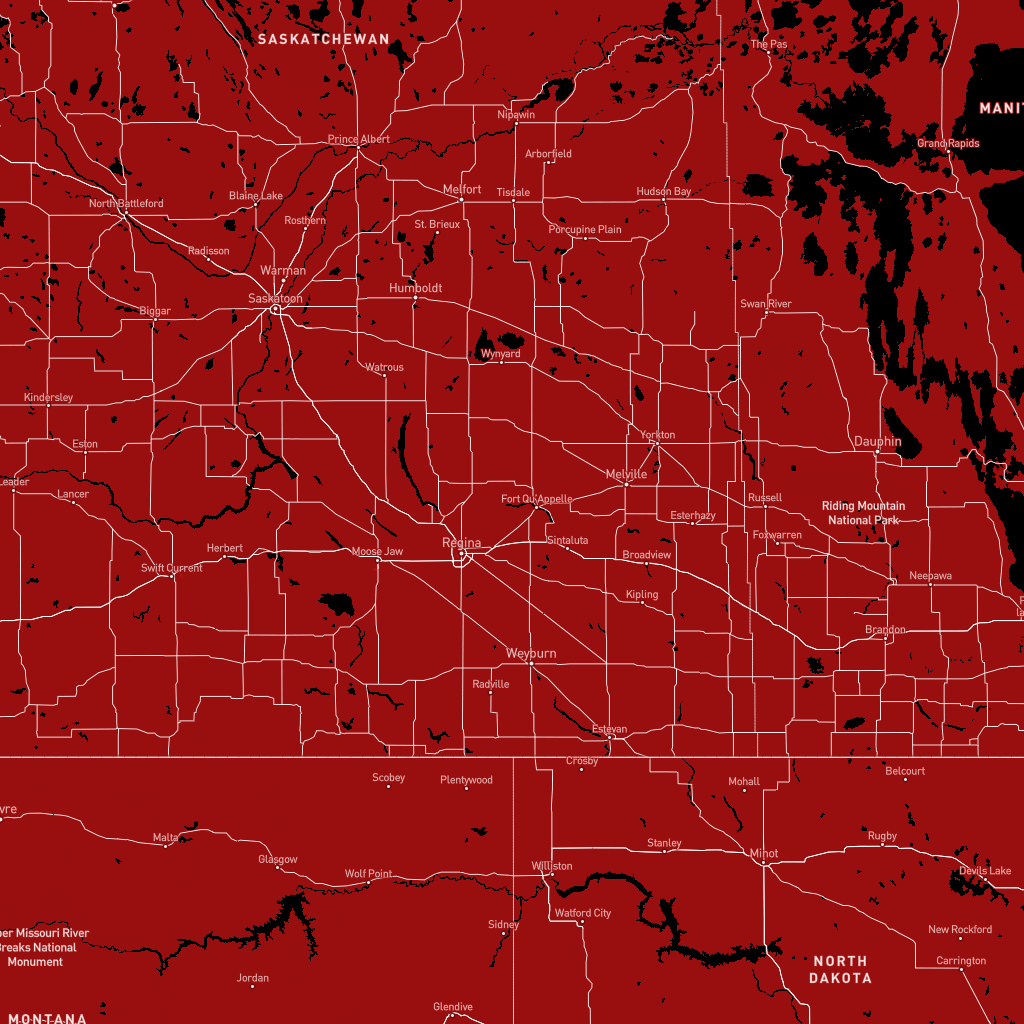 SASKATCHEWAN
The Pas
MANIT
Nipawin
Prince Albert
Grand Rapids
Arborfield
Melfort
Tisdale
Hudson Bay
Blaine Lake
North Battleford
Rosthern
St. Brieux
Porcupine Plain
Radisson
Warman
Humboldt
Saskatoon
Swan River
Biggar
Wynyard
Watrous
Kindersley
Yorkton
Eston
Dauphin
Melville
Leader
Lancer
Fort Qu'Appelle
Russell
Riding Mountain
National Park
Esterhazy
Foxwarren
Regina
Sintaluta
Herbert
Moose Jaw
Broadview
Swift Current
Neepawa
Kipling
Brandon
Weyburn
Radville
Estevan
Crosby
Belcourt
Scobey
Plentywood
Mohall
vre
Malta
Stanley
Rugby
Minot
Glasgow
Williston
Wolf Point
Devils Lake
Watford City
Sidney
New Rockford
per Missouri River
Breaks National
Monument
NORTH
DAKOTA
Carrington
Jordan
Glendive
MONTANA